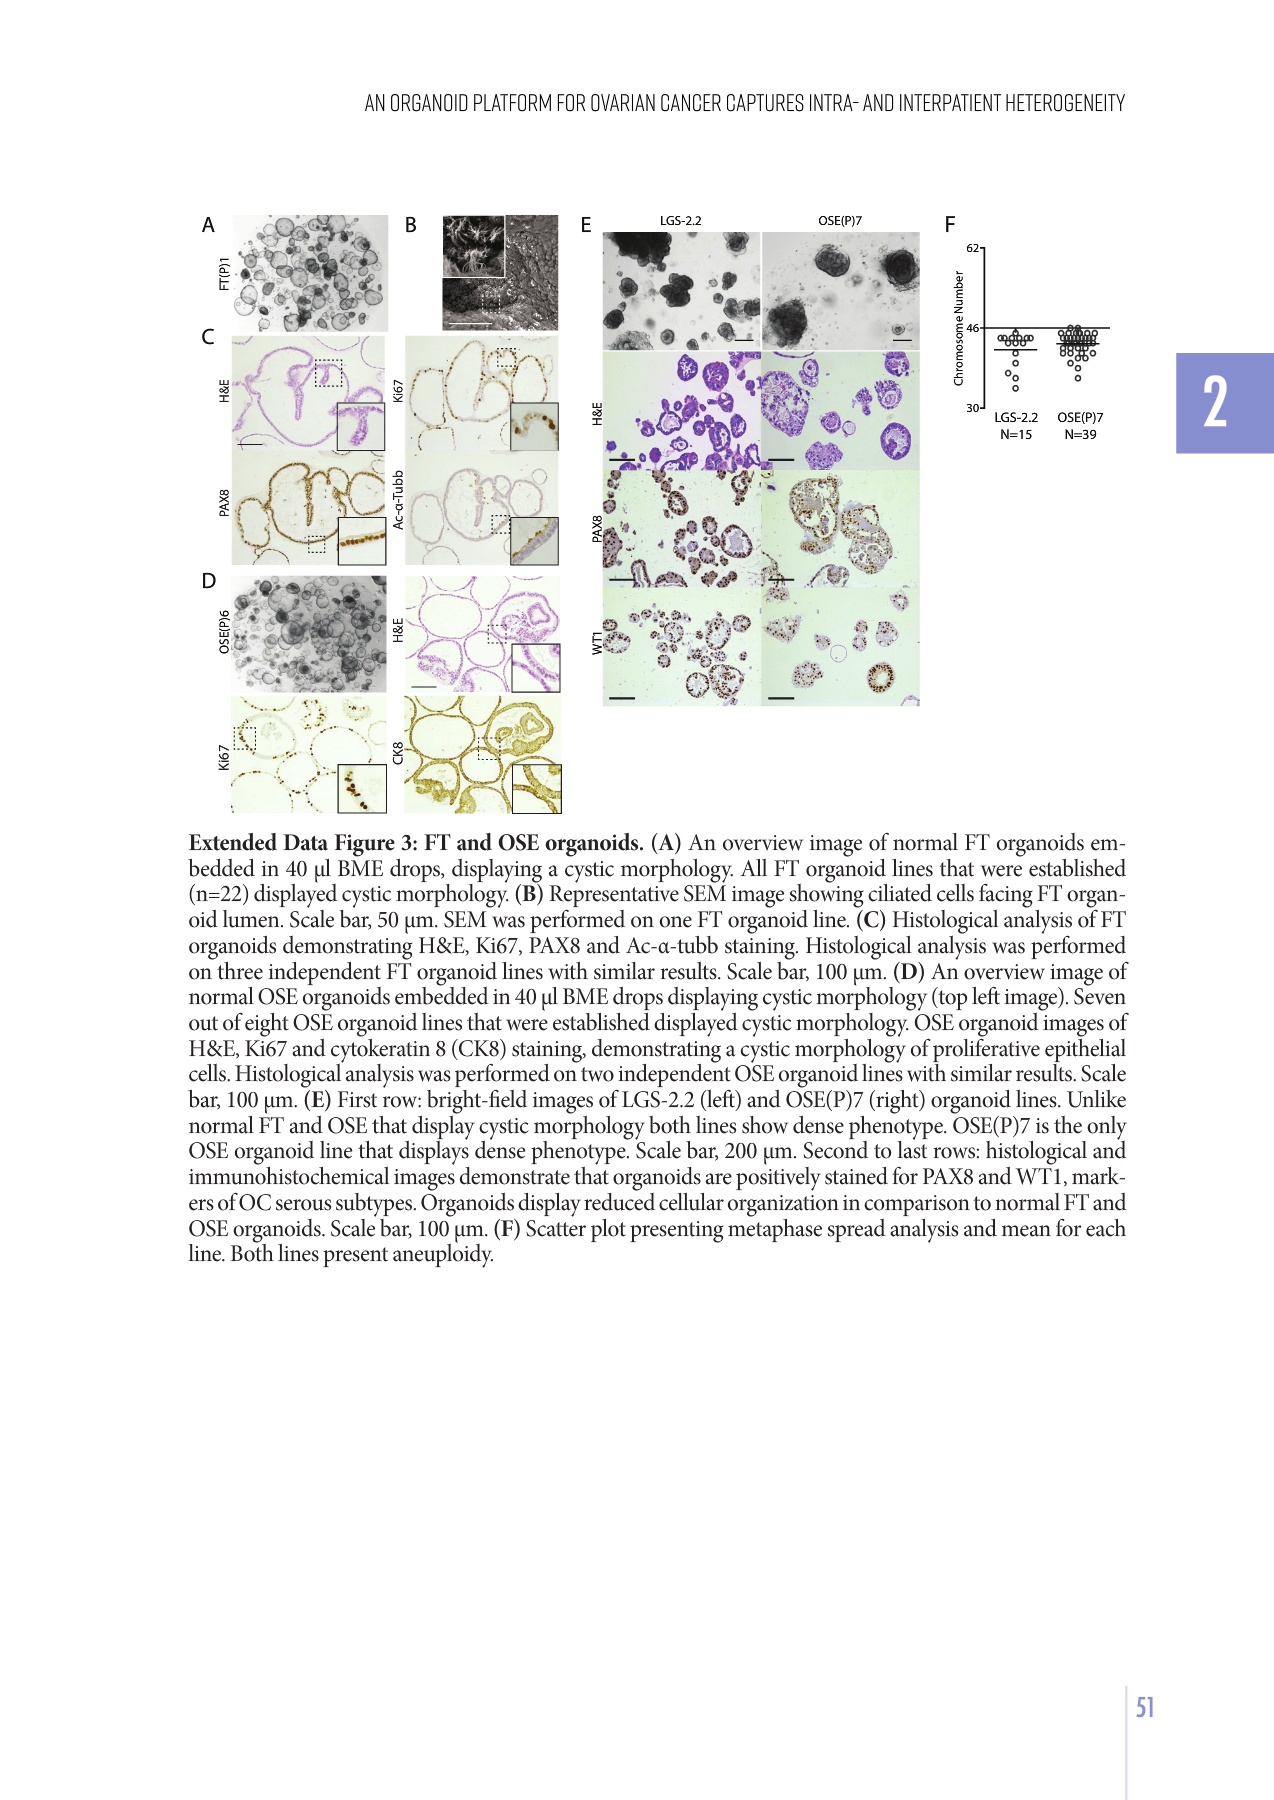 AN ORGANOID PLATFORM FOR OVARIAN CANCER CAPTURES INTRA- AND INTERPATIENT HETEROGENEITY
2
A
FT(P)1
B
C
H&E
Ki67
PAX8
Ac-α-Tubb
D
OSE(P)6
H&E
Ki67
CK8
E
LGS-2.2
OSE(P)7
H&E
PAX8
WT1
F
Chromosome Number
62
46
30
LGS-2.2
N=15
OSE(P)7
N=39
Extended Data Figure 3: FT and OSE organoids. (A) An overview image of normal FT organoids em-
bedded in 40 µl BME drops, displaying a cystic morphology. All FT organoid lines that were established
(n=22) displayed cystic morphology. (B) Representative SEM image showing ciliated cells facing FT organ-
oid lumen. Scale bar, 50 µm. SEM was performed on one FT organoid line. (C) Histological analysis of FT
organoids demonstrating H&E, Ki67, PAX8 and Ac-α-tubb staining. Histological analysis was performed
on three independent FT organoid lines with similar results. Scale bar, 100 µm. (D) An overview image of
normal OSE organoids embedded in 40 µl BME drops displaying cystic morphology (top left image). Seven
out of eight OSE organoid lines that were established displayed cystic morphology. OSE organoid images of
H&E, Ki67 and cytokeratin 8 (CK8) staining, demonstrating a cystic morphology of proliferative epithelial
cells. Histological analysis was performed on two independent OSE organoid lines with similar results. Scale
bar, 100 µm. (E) First row: bright-field images of LGS-2.2 (left) and OSE(P)7 (right) organoid lines. Unlike
normal FT and OSE that display cystic morphology both lines show dense phenotype. OSE(P)7 is the only
OSE organoid line that displays dense phenotype. Scale bar, 200 µm. Second to last rows: histological and
immunohistochemical images demonstrate that organoids are positively stained for PAX8 and WT1, mark-
ers of OC serous subtypes. Organoids display reduced cellular organization in comparison to normal FT and
OSE organoids. Scale bar, 100 µm. (F) Scatter plot presenting metaphase spread analysis and mean for each
line. Both lines present aneuploidy.
51